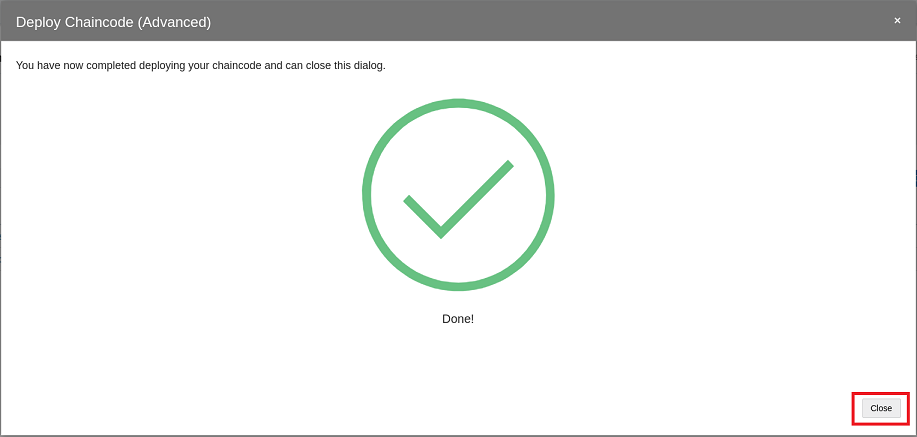 Deploy Chaincode (Advanced)
×
You have now completed deploying your chaincode and can close this dialog.
Done!
Close